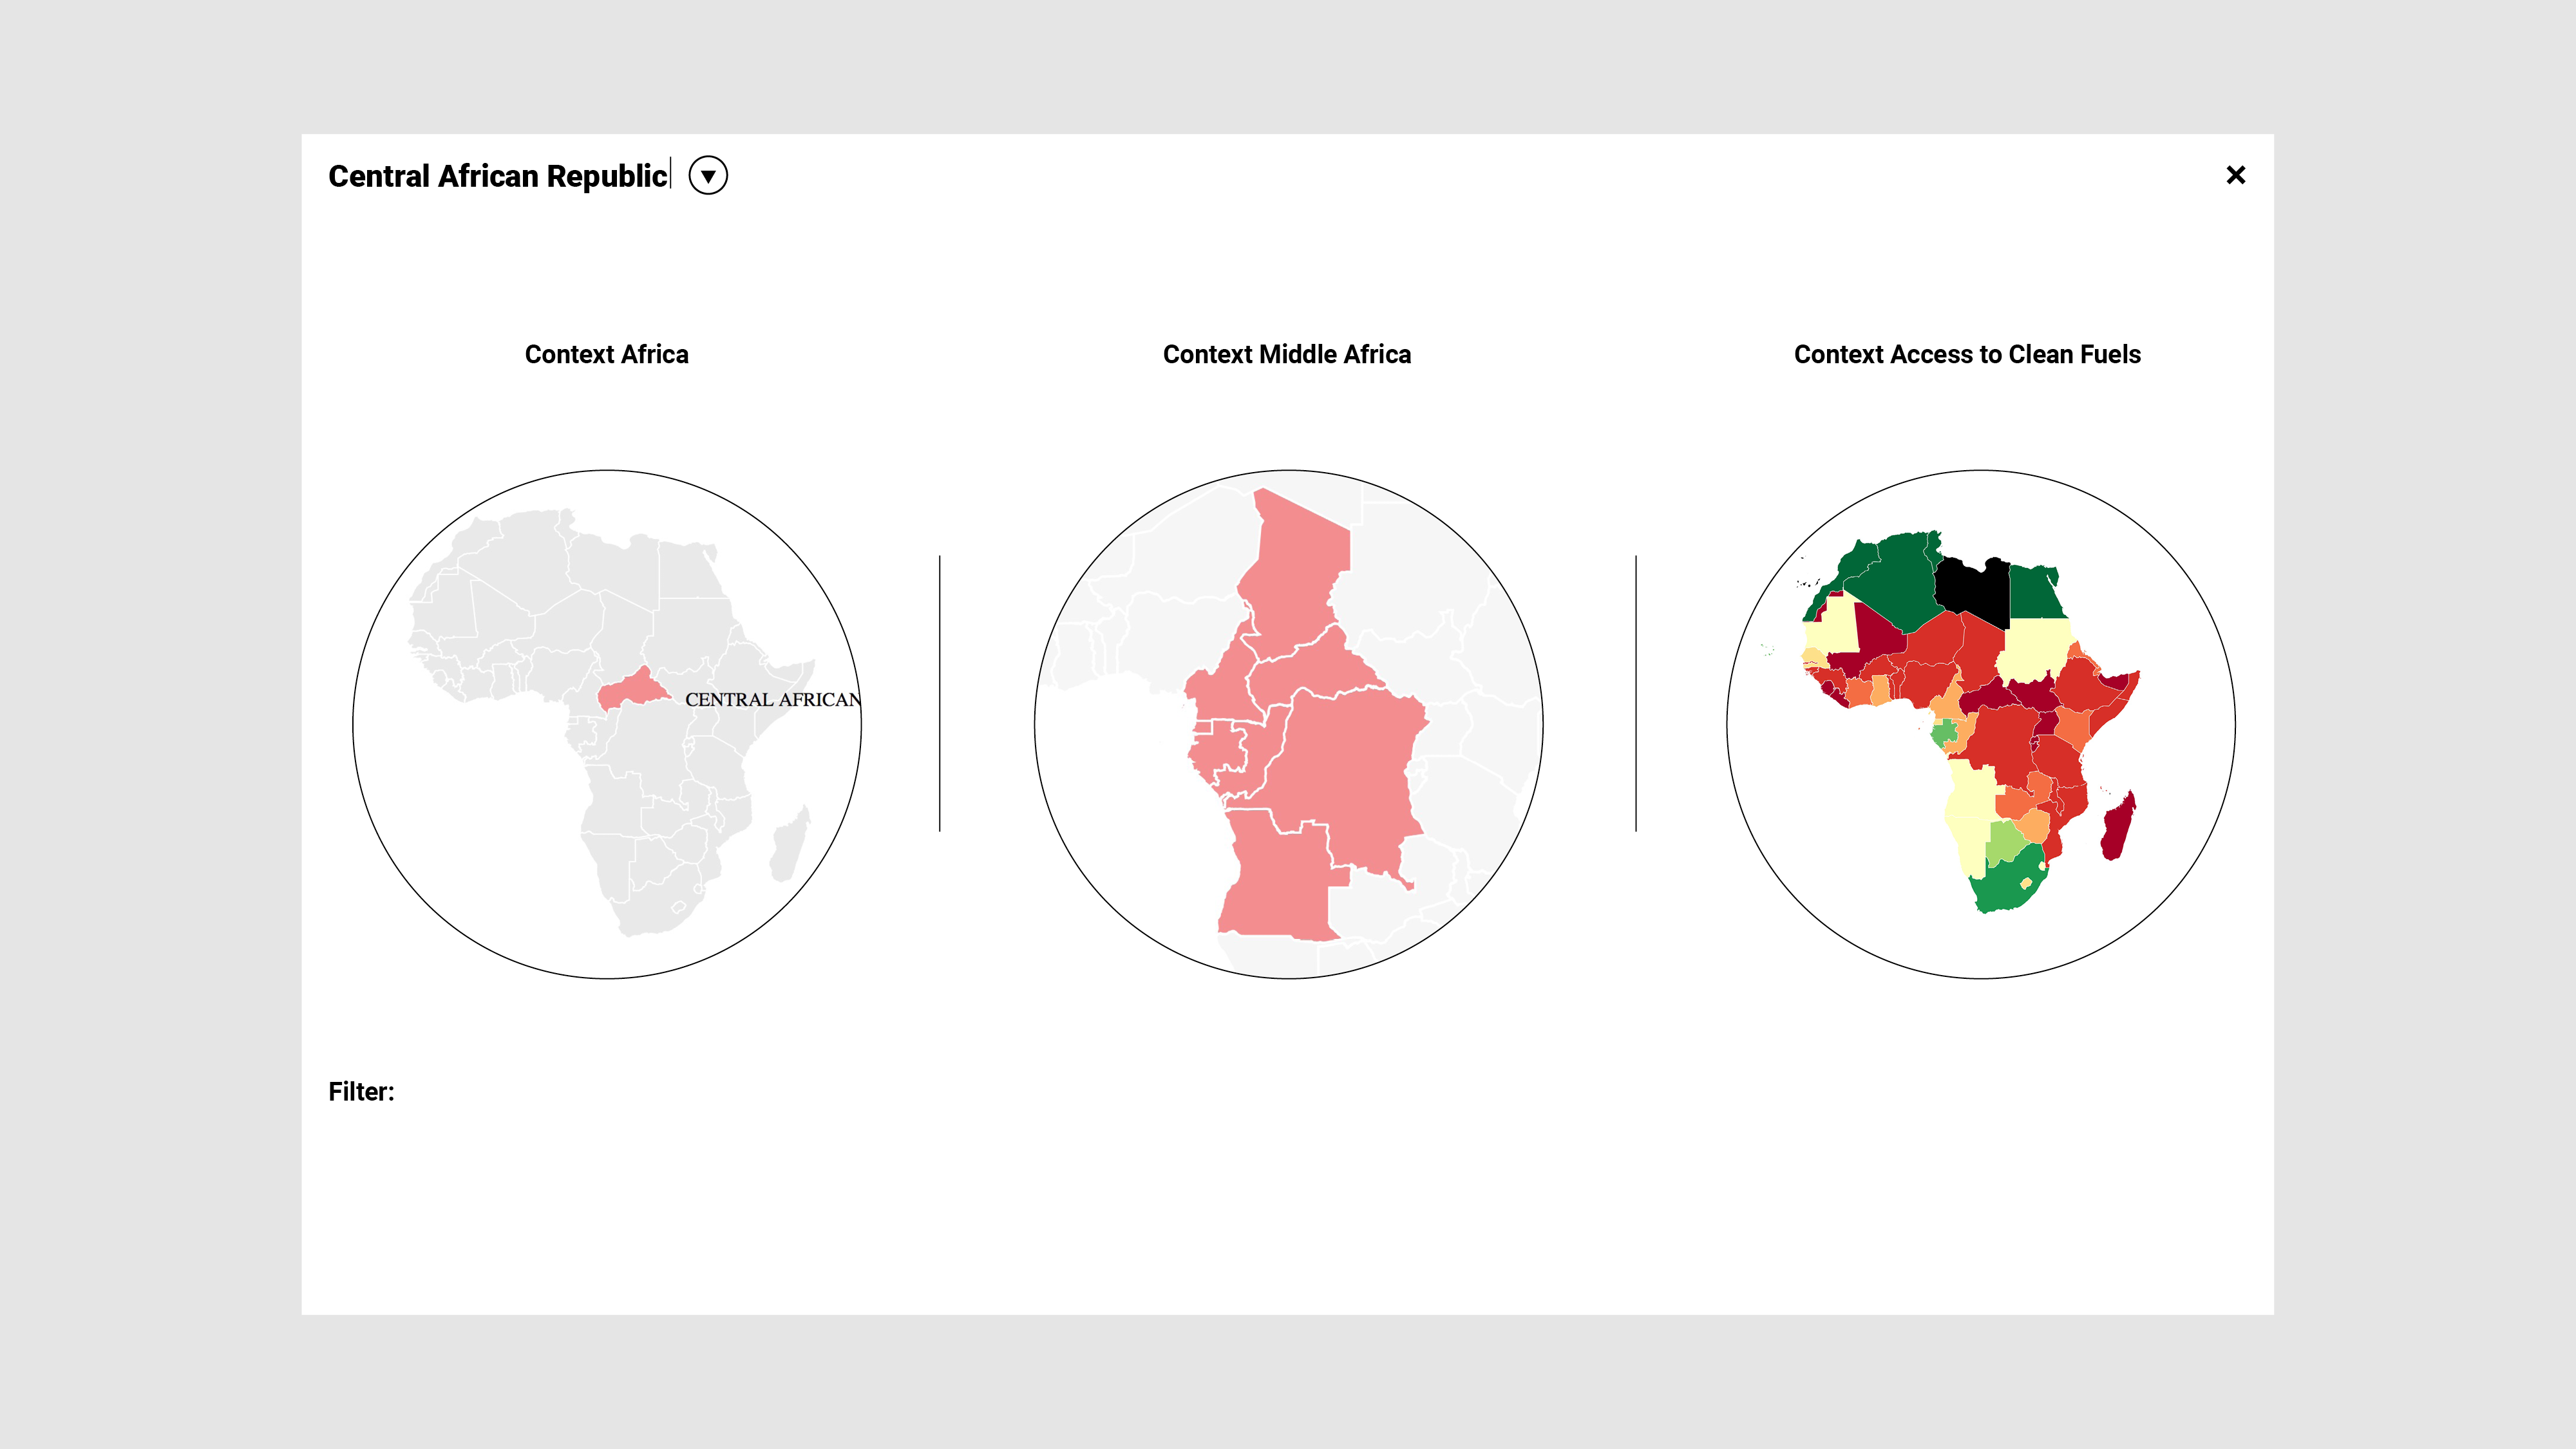 Central African Republic
Context Africa
Context Middle Africa
Context Access to Clean Fuels
CENTRAL AFRICAN
Filter: